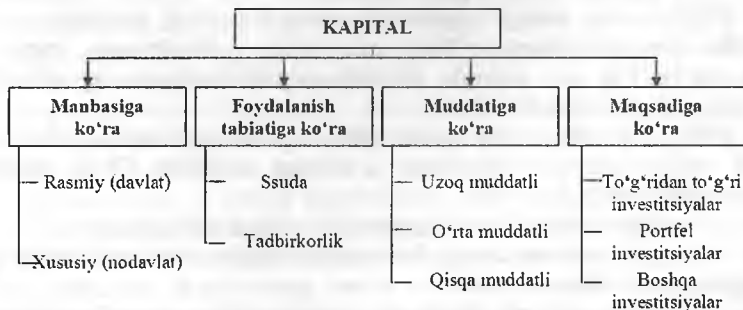 KAPITAL
Manbasiga
ko‘ra
Rasmiy (davlat)
Xususiy (nodavlat)
Foydalanish
tabiatiga ko‘ra
Ssuda
Tadbirkorlik
Muddatiga
ko‘ra
Uzoq muddatli
O‘rta muddatli
Qisqa muddatli
Maqsadiga
ko‘ra
To‘g‘ridan to‘g‘ri
investitsiyalar
Portfel
investitsiyalar
Boshqa
investitsiyalar